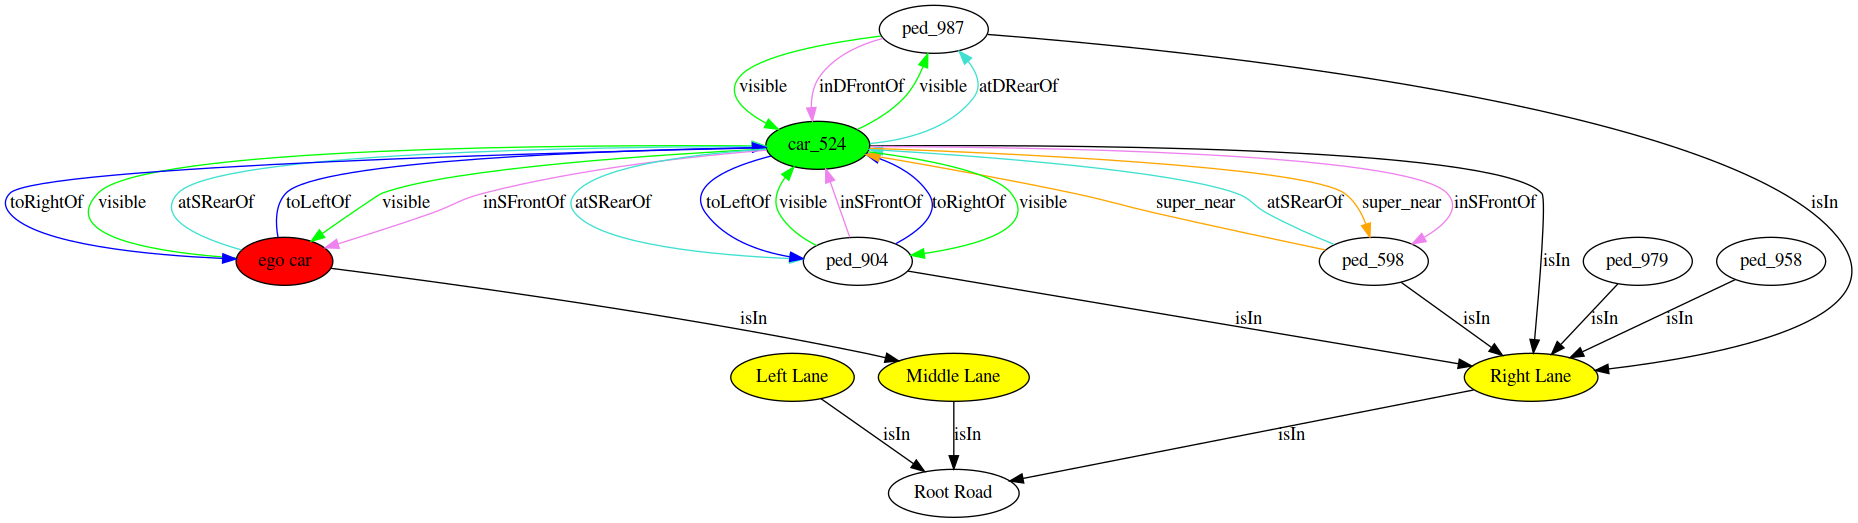 ped_987
visible
inDFrontOf
visible
atDRearOf
car_524
toRightOf
visible
atSRearOf
toLeftOf
visible
inSFrontOf
atSRearOf
toLeftOf
visible
inSFrontOf
toRightOf
visible
super_near
atSRearOf
super_near
inSFrontOf
isIn
ego car
ped_904
ped_598
isIn
ped_979
ped_958
isIn
isIn
isIn
isIn
isIn
Left Lane
Middle Lane
Right Lane
isIn
isIn
isIn
Root Road